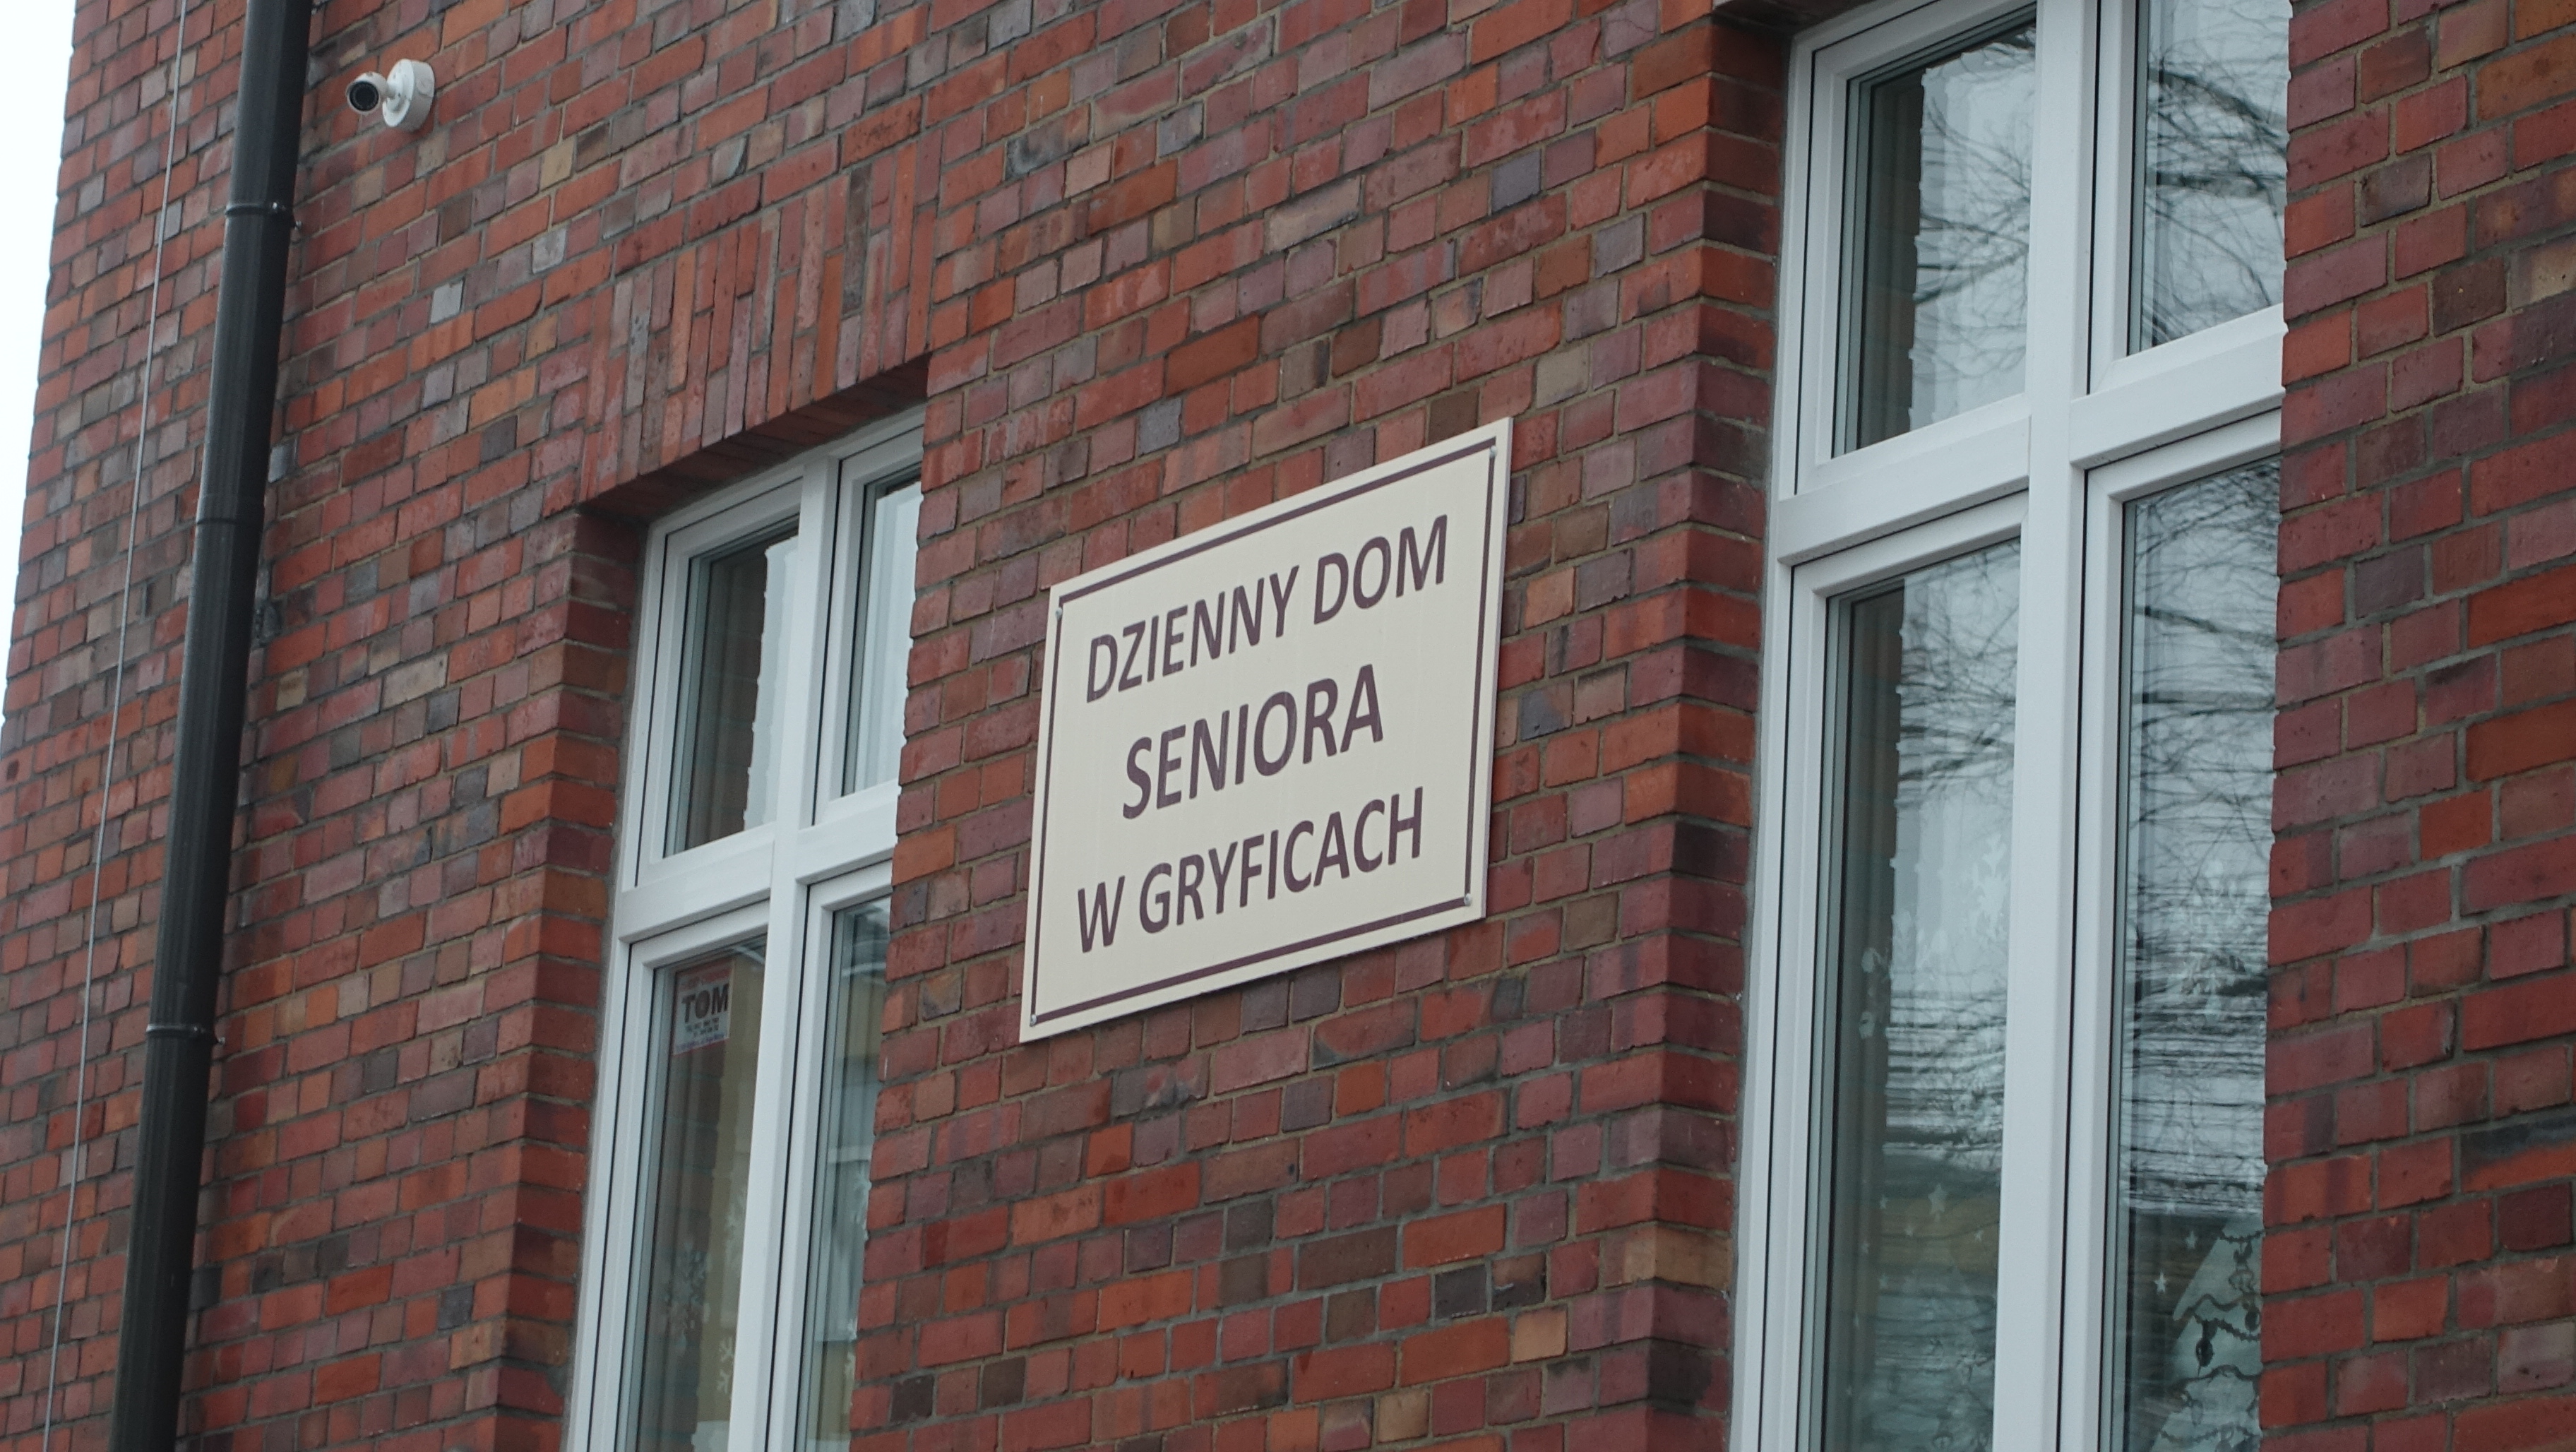 DZIENNY DOM
SENIORA
W GRYFICACH
TOM